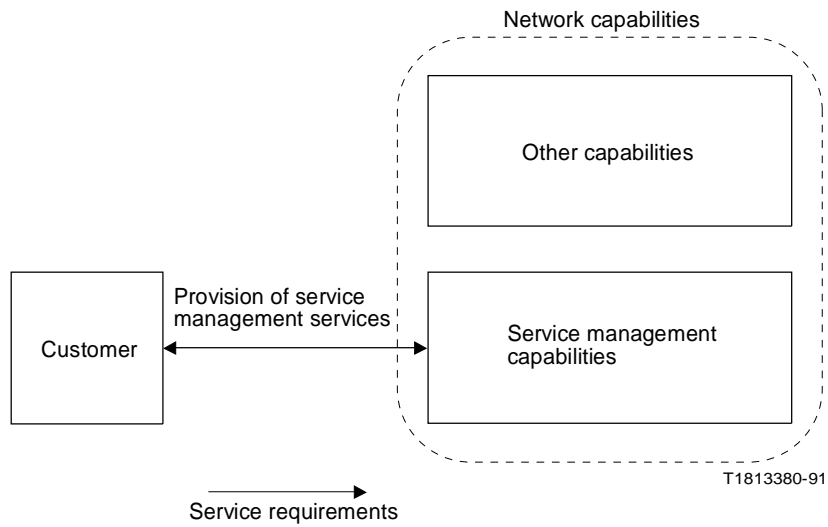 Network capabilities
Other capabilities
Provision of service
management services
Customer
Service management
capabilities
T1813380-91
Service requirements